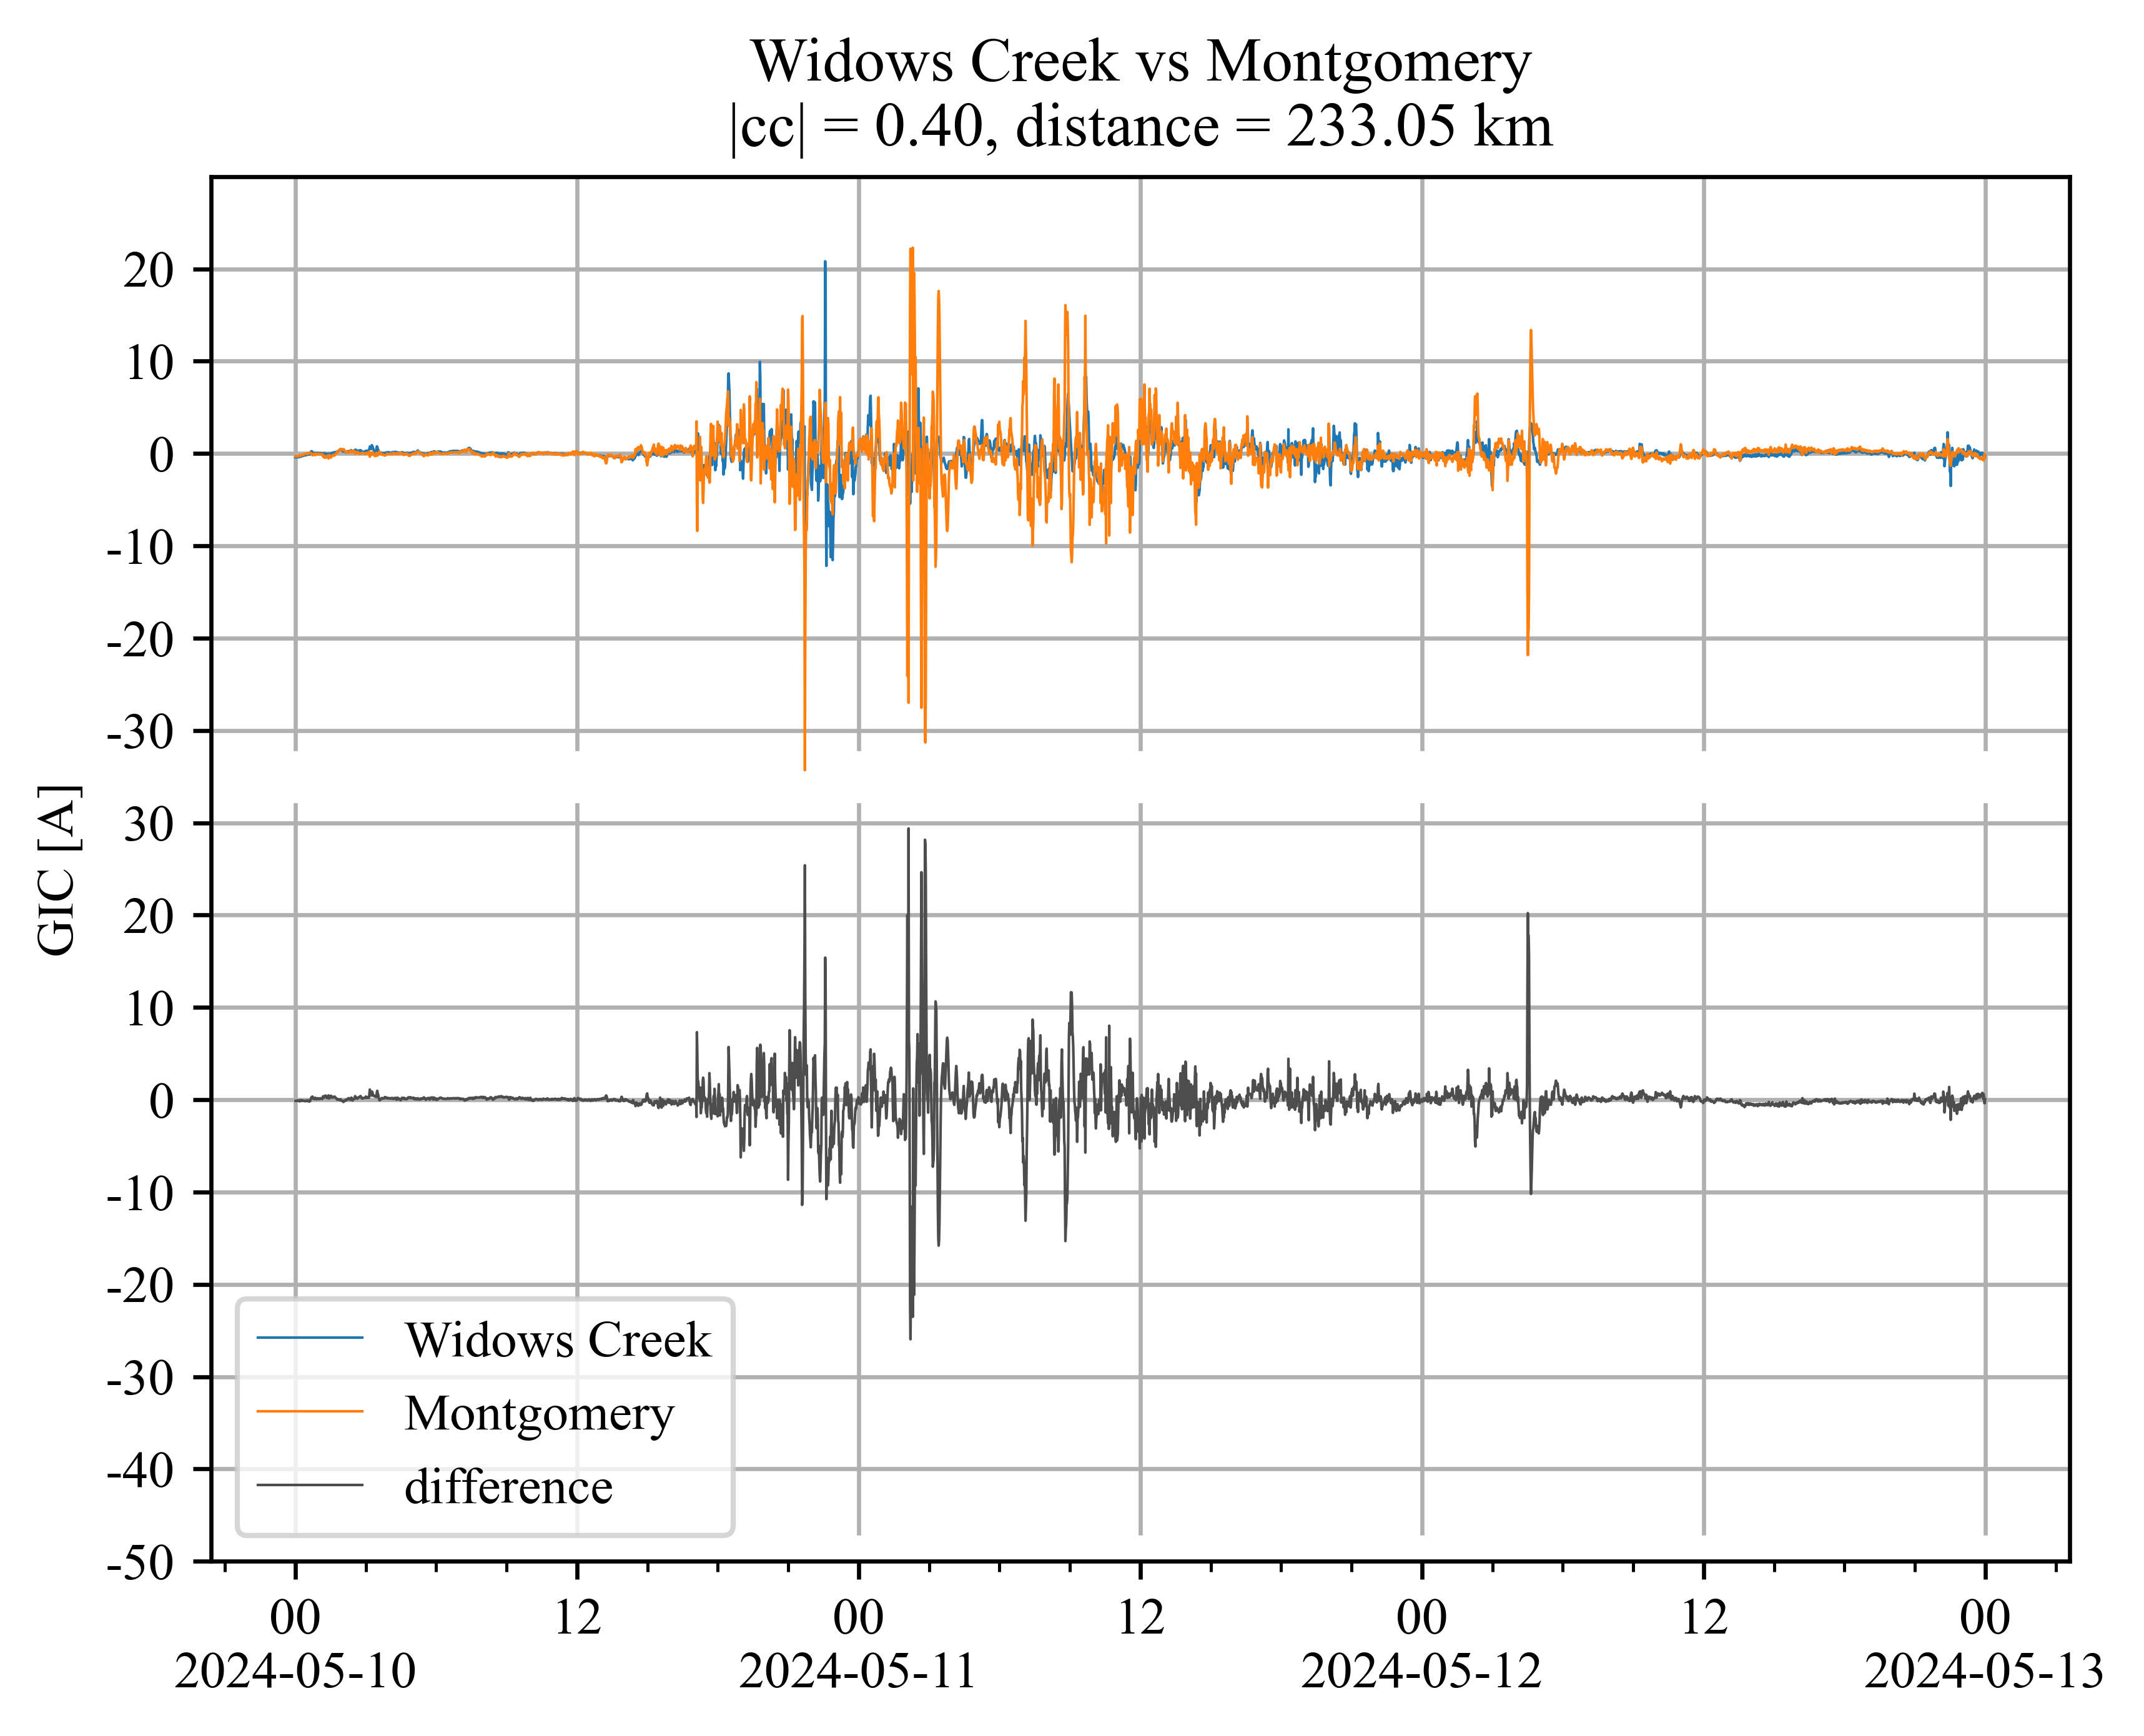 Widows Creek vs Montgomery
|cc| = 0.40, distance = 233.05 km
GIC [A]
20
10
0
-10
-20
-30
30
20
10
0
-10
-20
-30
-40
-50
Widows Creek
Montgomery
difference
00 12 00 12 00 12 00
2024-05-10 2024-05-11 2024-05-12 2024-05-13